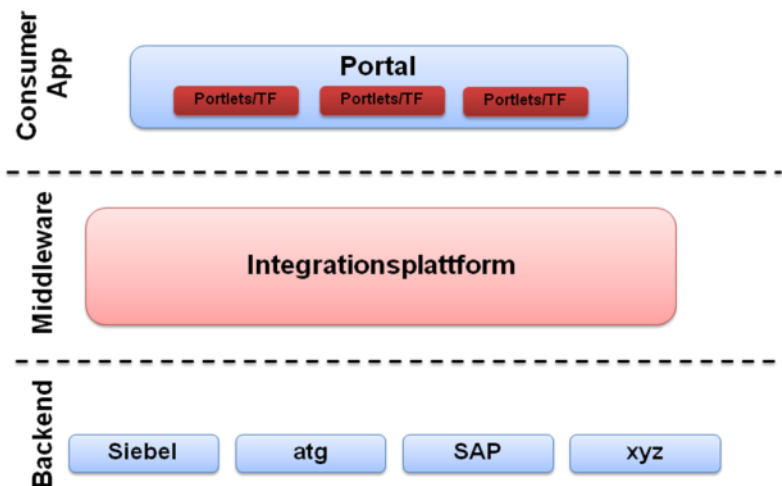 Consumer
App
Portal
Portlets/TF
Portlets/TF
Portlets/TF
Middleware
Integrationsplattform
Backend
Siebel
atg
SAP
xyz